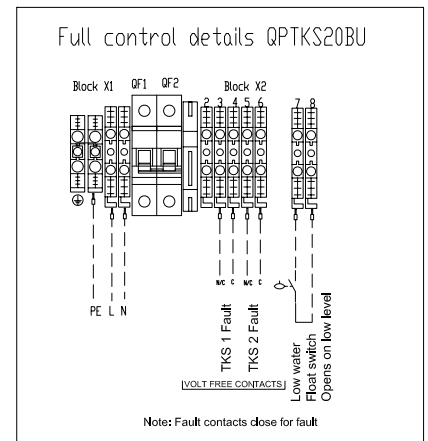 Full control details QPTKS20BU
Block X1
QF1 QF2
Block X2
2 3 4 5 6
7 8
PE L N
N/C C N/C C
TKS 1 Fault
TKS 2 Fault
VOLT FREE CONTACTS
Low water
Float switch
Opens on low level
Note: Fault contacts close for fault